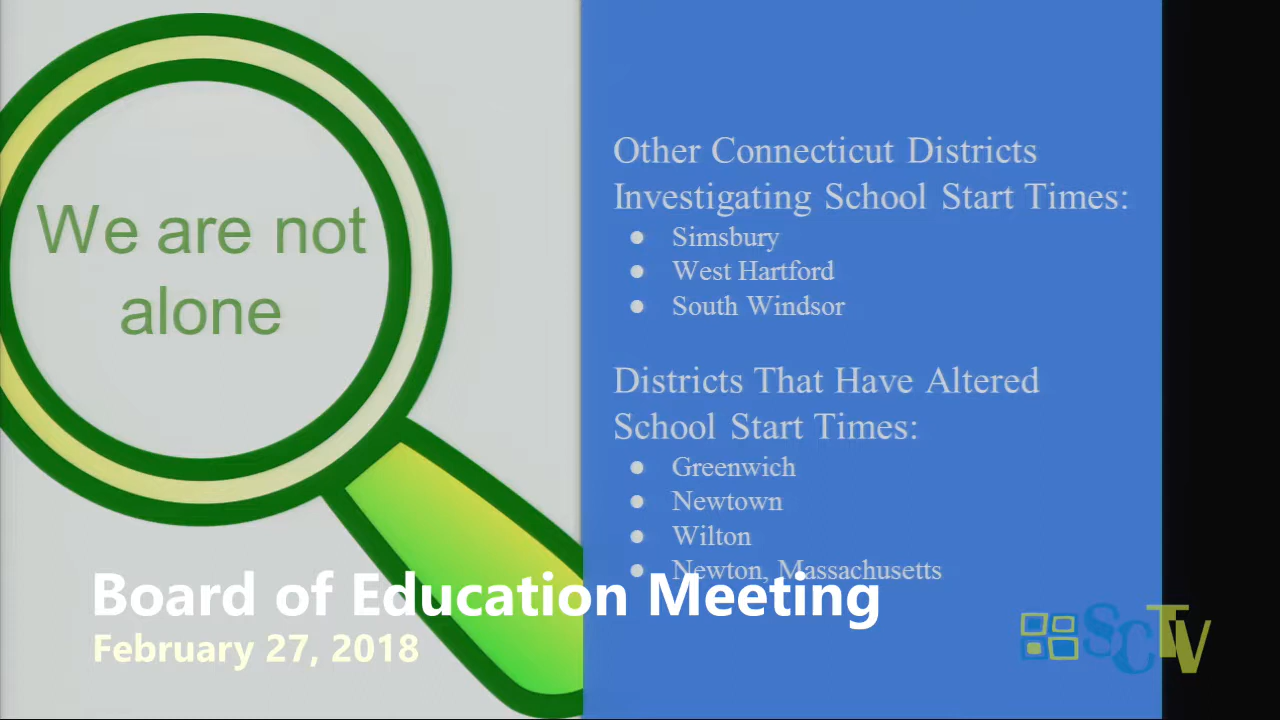 We are not
alone
Other Connecticut Districts
Investigating School Start Times:
● Simsbury
● West Hartford
● South Windsor
Districts That Have Altered
School Start Times:
● Greenwich
● Newtown
● Wilton
● Newton, Massachusetts
Board of Education Meeting
February 27, 2018
SCTV